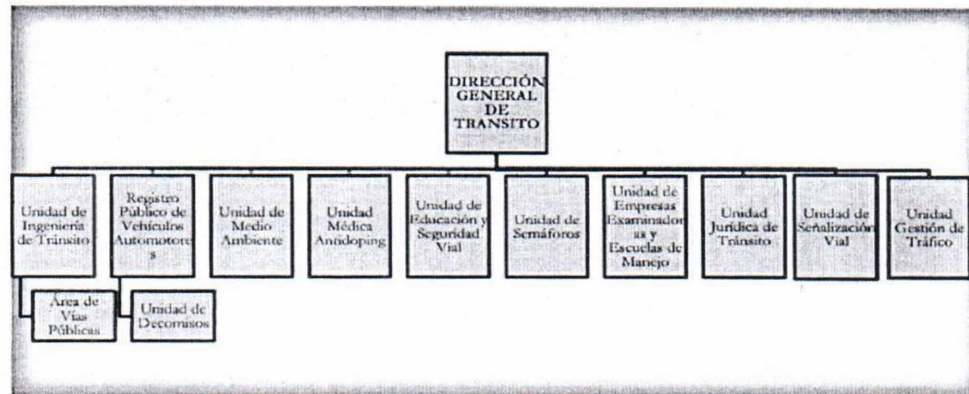 DIRECCIÓN
GENERAL
DE
TRANSITO
Unidad de
Ingeniería
de Tránsito
Registro
Público de
Vehículos
Automotore
s
Unidad de
Medio
Ambiente
Unidad
Médica
Antidoping
Unidad de
Educación y
Seguridad
Vial
Unidad de
Semáforos
Unidad de
Empresas
Examinador
as y
Escuelas de
Manejo
Unidad
Jurídica de
Tránsito
Unidad de
Señalización
Vial
Unidad
Gestión de
Tráfico
Área de
Vías
Públicas
Unidad de
Decomisos